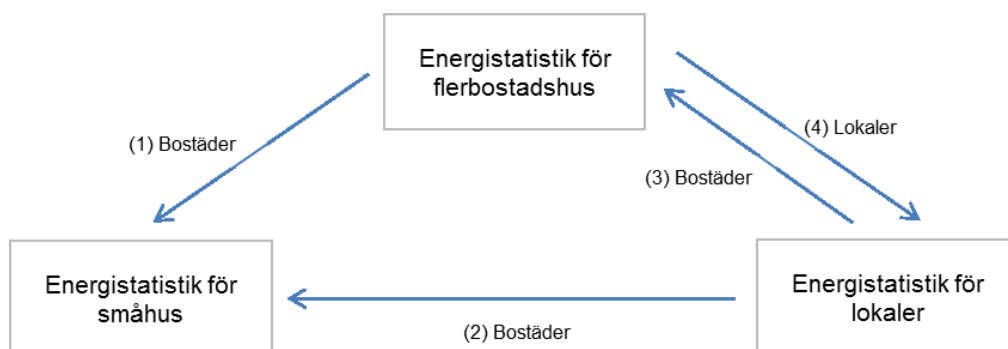 Energistatistik för
flerbostadshus
(1) Bostäder
(4) Lokaler
(3) Bostäder
Energistatistik för
småhus
(2) Bostäder
Energistatistik för
lokaler